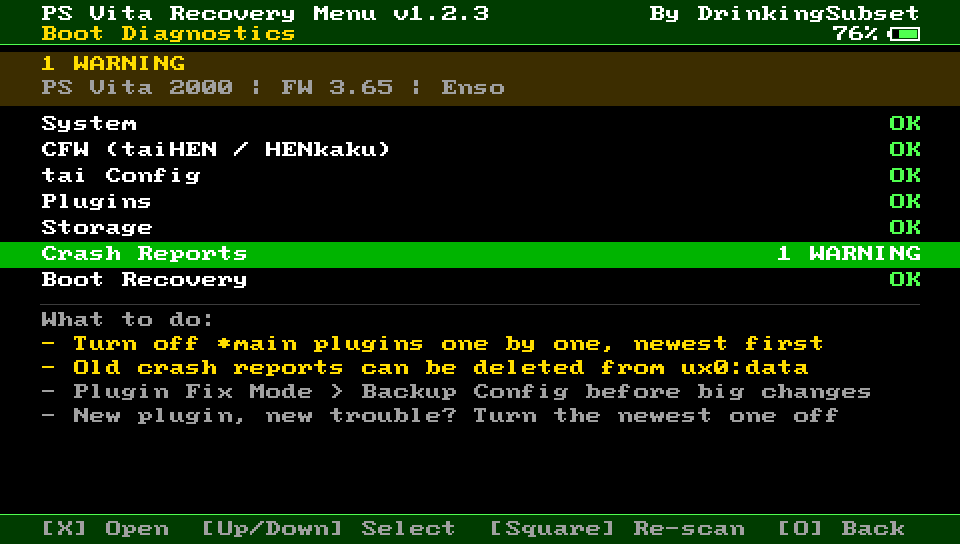 PS Vita Recovery Menu v1.2.3 By DrinkingSubset
Boot Diagnostics 76%
1 WARNING
PS Vita 2000 | FW 3.65 | Enso
System OK
CFW (taiHEN / HENkaku) OK
tai Config OK
Plugins OK
Storage OK
Crash Reports 1 WARNING
Boot Recovery OK
What to do:
- Turn off *main plugins one by one, newest first
- Old crash reports can be deleted from ux0:data
- Plugin Fix Mode > Backup Config before big changes
- New plugin, new trouble? Turn the newest one off
[X] Open [Up/Down] Select [Square] Re-scan [O] Back